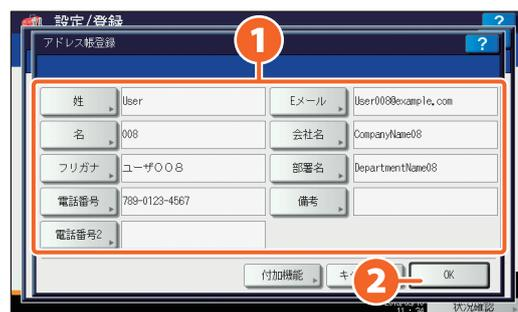 設定/登録
?
アドレス帳登録
?
1
姓 User
Eメール User008@example.com
名 008
会社名 CompanyName08
フリガナ ユーザ008
部署名 DepartmentName08
電話番号 789-0123-4567
備考
電話番号2
付加機能
2
OK
状況確認